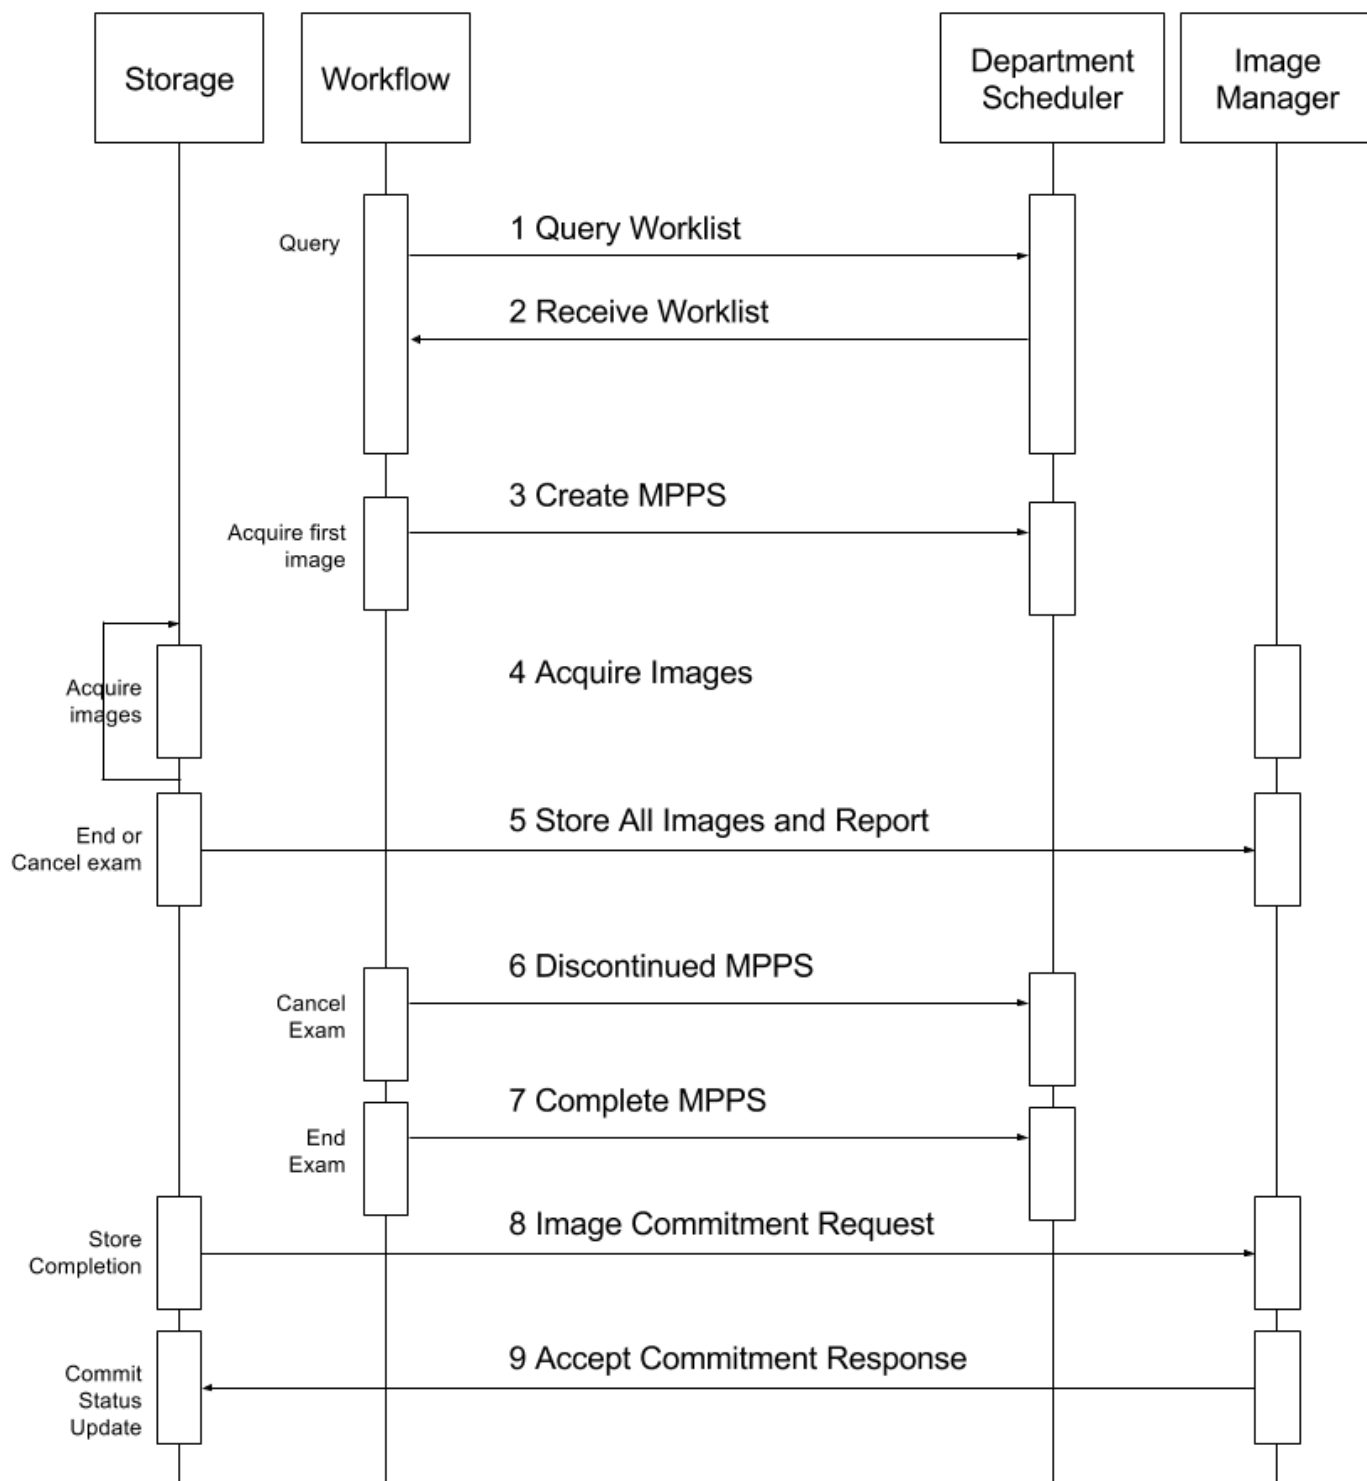 Storage
Workflow
Department
Scheduler
Image
Manager
Query
1 Query Worklist
2 Receive Worklist
3 Create MPPS
Acquire first
image
4 Acquire Images
Acquire
images
5 Store All Images and Report
End or
Cancel exam
6 Discontinued MPPS
Cancel
Exam
7 Complete MPPS
End
Exam
8 Image Commitment Request
Store
Completion
9 Accept Commitment Response
Commit
Status
Update